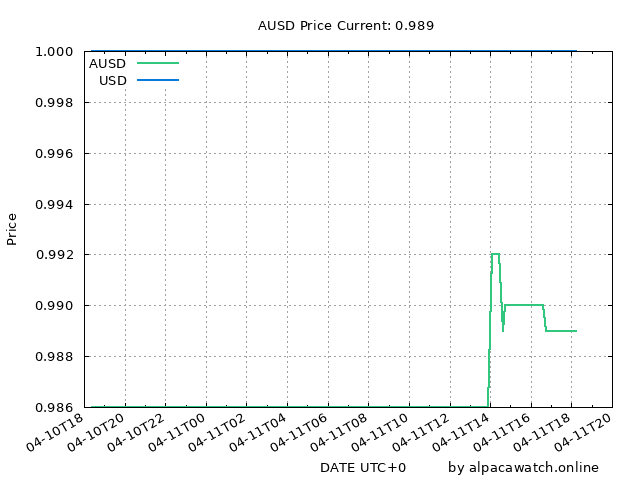 AUSD Price Current: 0.989
1.000
AUSD
USD
0.998
0.996
0.994
Price
0.992
0.990
0.988
0.986
04-10T18 04-10T20 04-10T22 04-11T00 04-11T02 04-11T04 04-11T06 04-11T08 04-11T10 04-11T12 04-11T14 04-11T16 04-11T18 04-11T20
DATE UTC+0 by alpacawatch.online